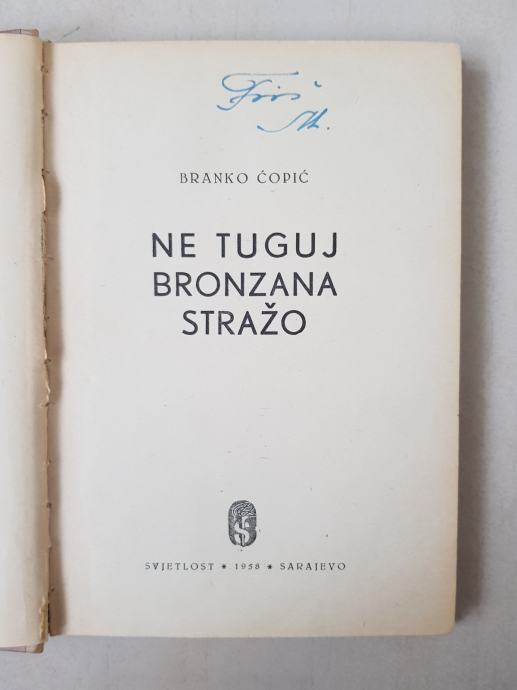 BRANKO ĆOPIĆ
NE TUGUJ
BRONZANA
STRAŽO
SVJETLOST * 1958 * SARAJEVO